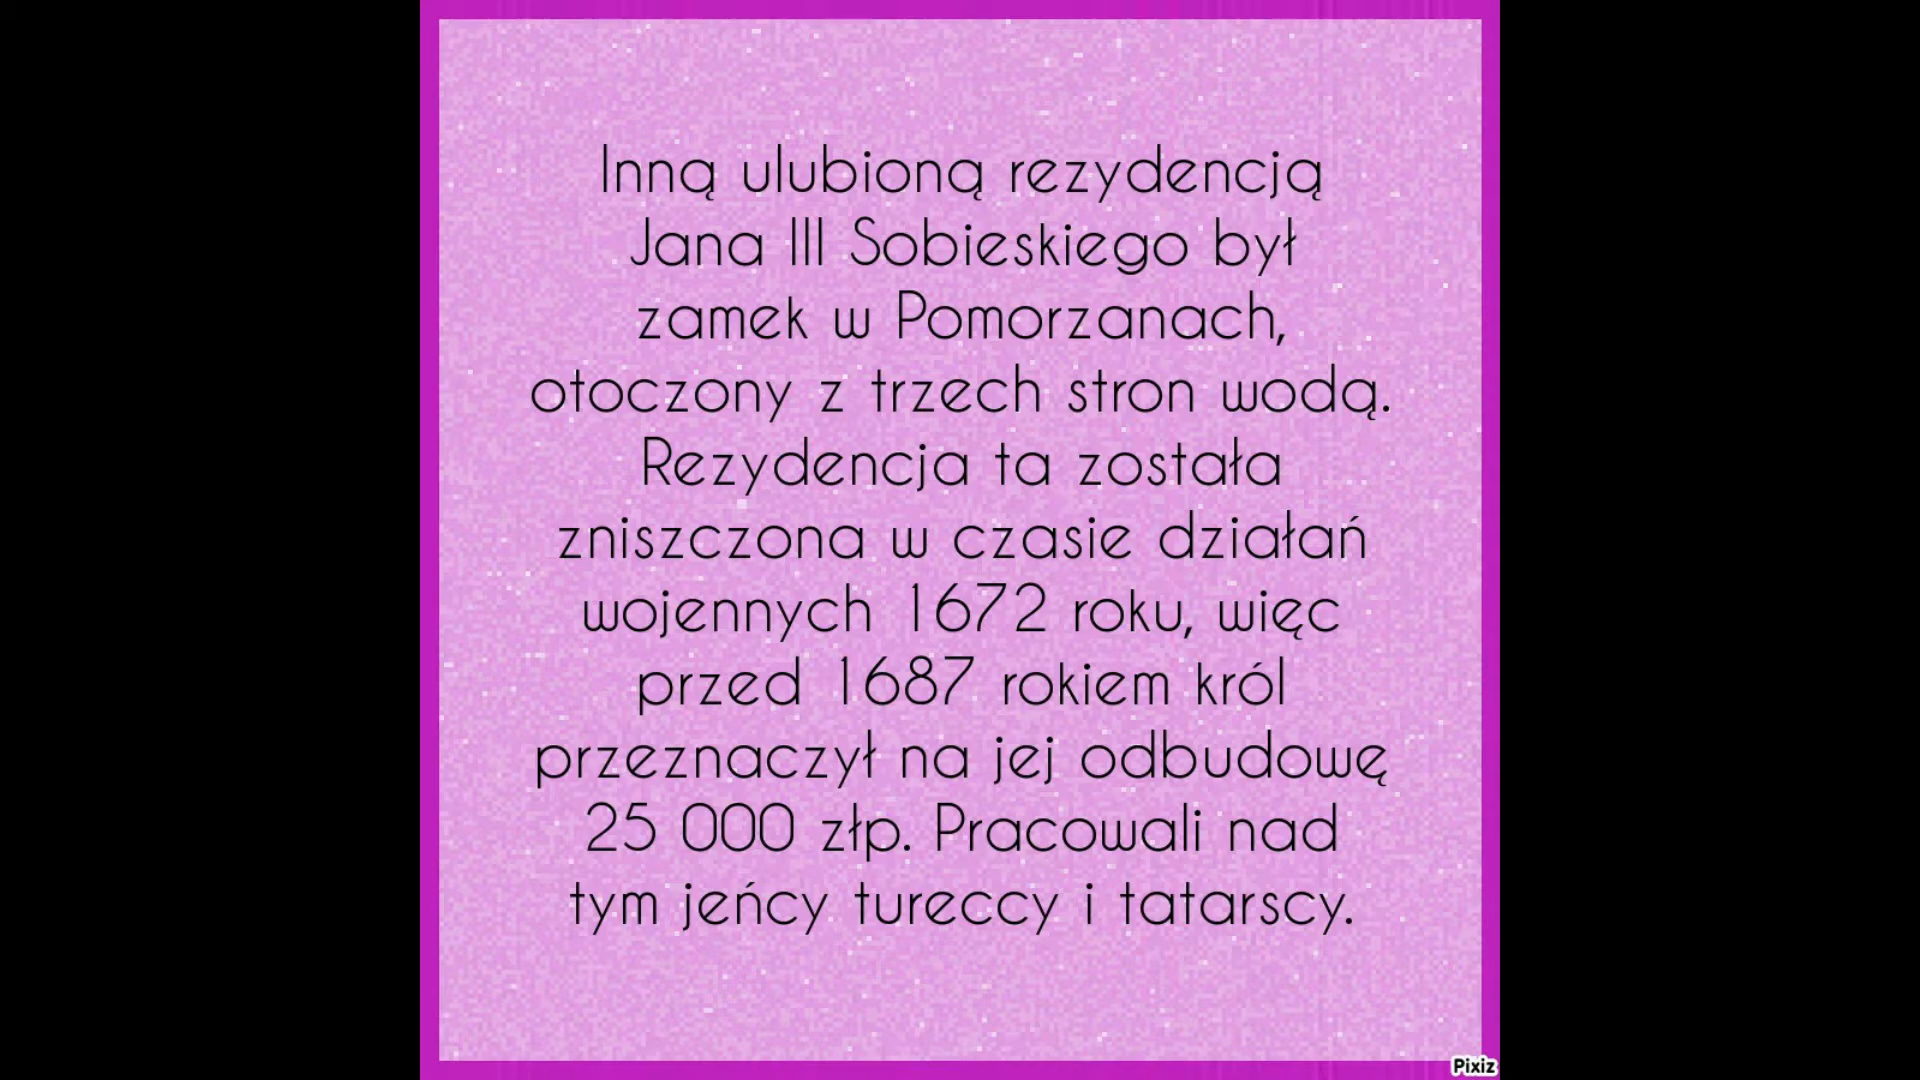 Inną ulubioną rezydencją
Jana III Sobieskiego był
zamek w Pomorzanach,
otoczony z trzech stron wodą.
Rezydencja ta została
zniszczona w czasie działań
wojennych 1672 roku, więc
przed 1687 rokiem król
przeznaczył na jej odbudowę
25 000 złp. Pracowali nad
tym jeńcy tureccy i tatarscy.
Pixiz